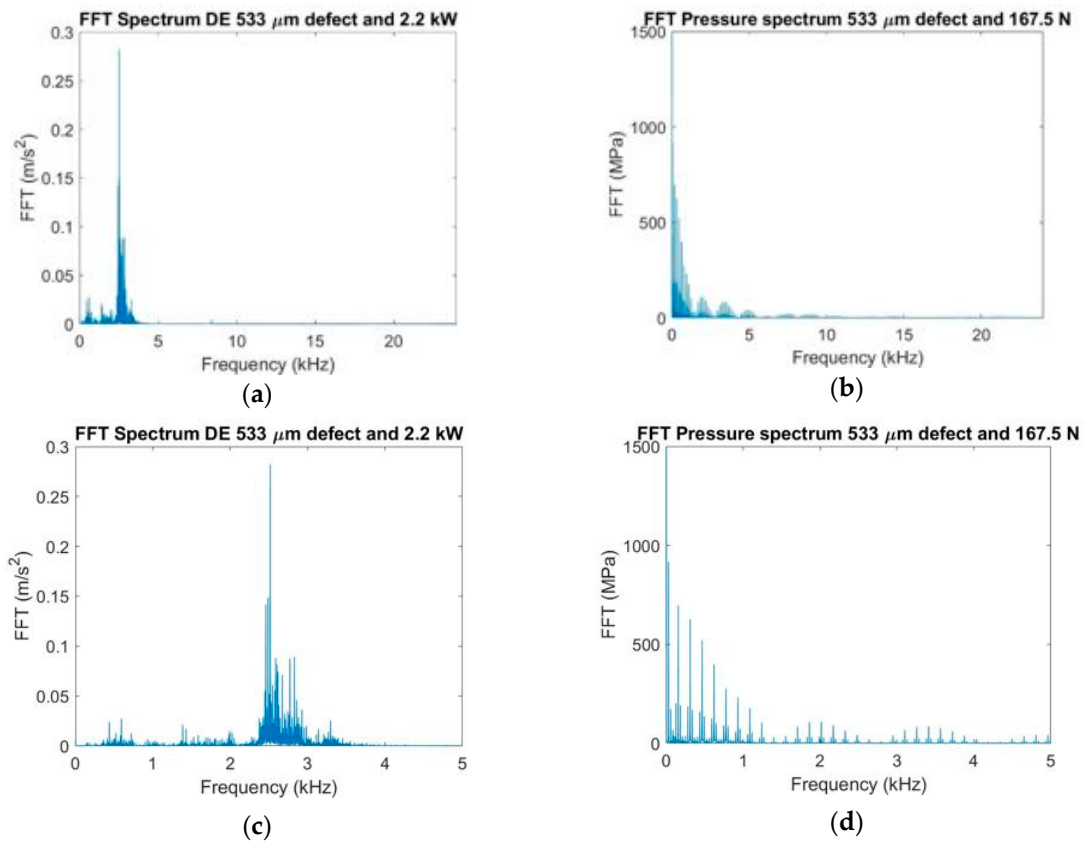 FFT Spectrum DE 533 μm defect and 2.2 kW
0.3
0.25
0.2
0.15
0.1
0.05
0
FFT (m/s²)
0 5 10 15 20
Frequency (kHz)
(a)
FFT Pressure spectrum 533 μm defect and 167.5 N
1500
1000
500
0
FFT (MPa)
0 5 10 15 20
Frequency (kHz)
(b)
FFT Spectrum DE 533 μm defect and 2.2 kW
0.3
0.25
0.2
0.15
0.1
0.05
0
FFT (m/s²)
0 1 2 3 4 5
Frequency (kHz)
(c)
FFT Pressure spectrum 533 μm defect and 167.5 N
1500
1000
500
0
FFT (MPa)
0 1 2 3 4 5
Frequency (kHz)
(d)